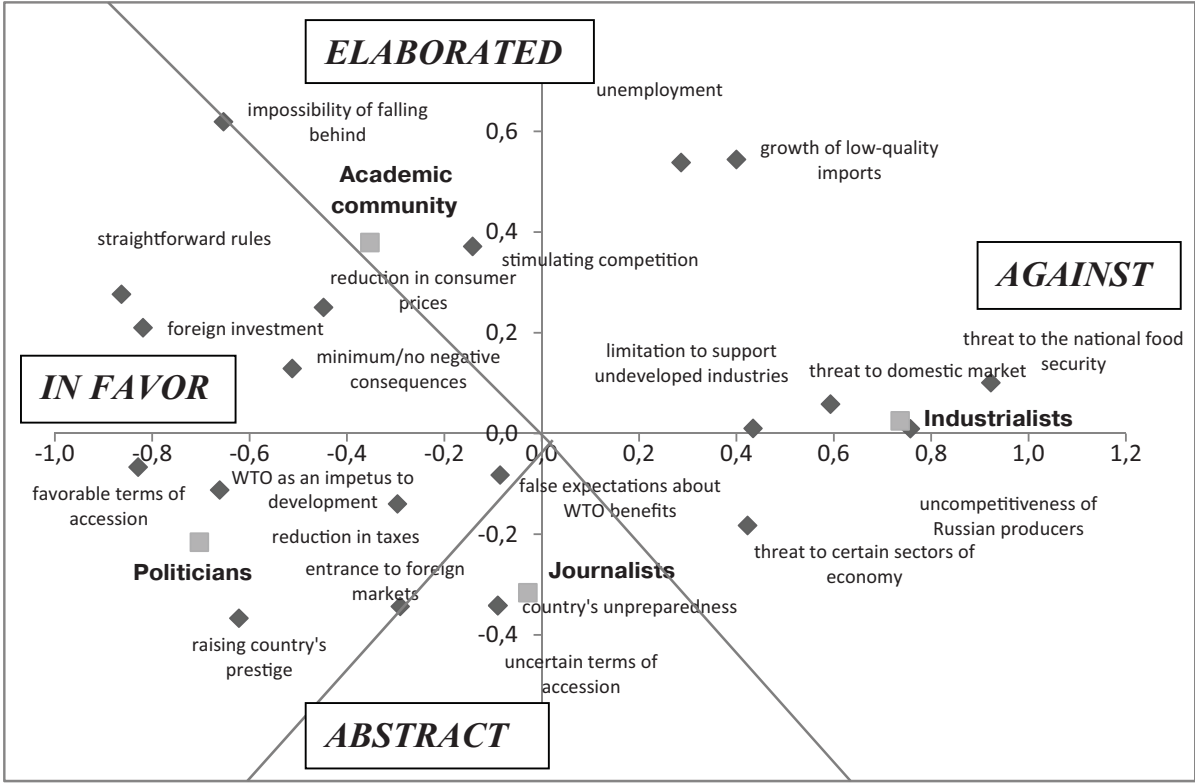 ELABORATED
unemployment
impossibility of falling
behind
0,6
growth of low-quality
imports
Academic
community
0,4
straightforward rules
stimulating competition
AGAINST
reduction in consumer
prices
foreign investment
0,2
threat to the national food
security
limitation to support
undeveloped industries
minimum/no negative
consequences
threat to domestic market
IN FAVOR
Industrialists
0,0
-1,0 -0,8 -0,6 -0,4 -0,2 0,0 0,2 0,4 0,6 0,8 1,0 1,2
WTO as an impetus to
development
favorable terms of
accession
false expectations about
WTO benefits
uncompetitiveness of
Russian producers
-0,2
reduction in taxes
threat to certain sectors of
economy
Politicians
entrance to foreign
markets
Journalists
country's unpreparedness
-0,4
raising country's
prestige
uncertain terms of
accession
ABSTRACT